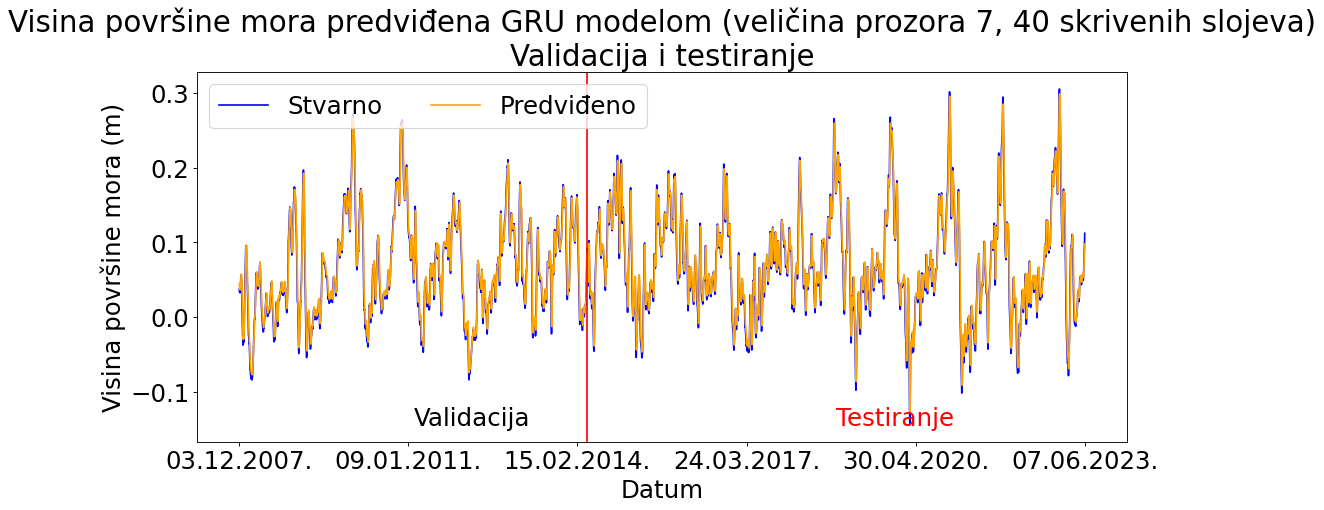 Visina površine mora predviđena GRU modelom (veličina prozora 7, 40 skrivenih slojeva)
Validacija i testiranje
Stvarno Predviđeno
Visina površine mora (m)
0.3
0.2
0.1
0.0
−0.1
Validacija Testiranje
03.12.2007. 09.01.2011. 15.02.2014. 24.03.2017. 30.04.2020. 07.06.2023.
Datum